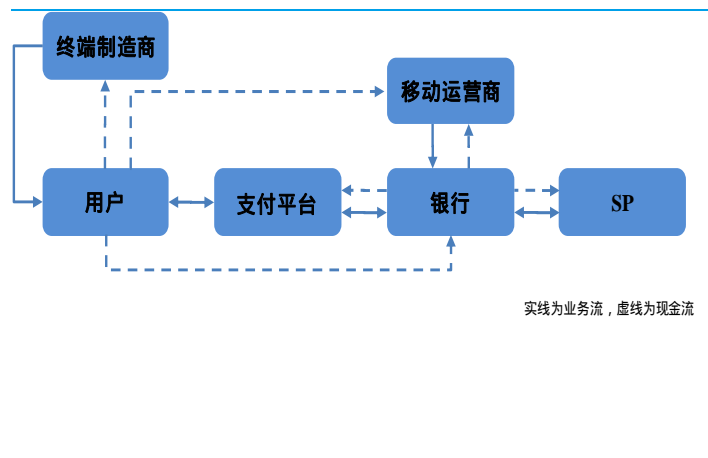 终端制造商
移动运营商
用户
支付平台
银行
SP
实线为业务流，虚线为现金流